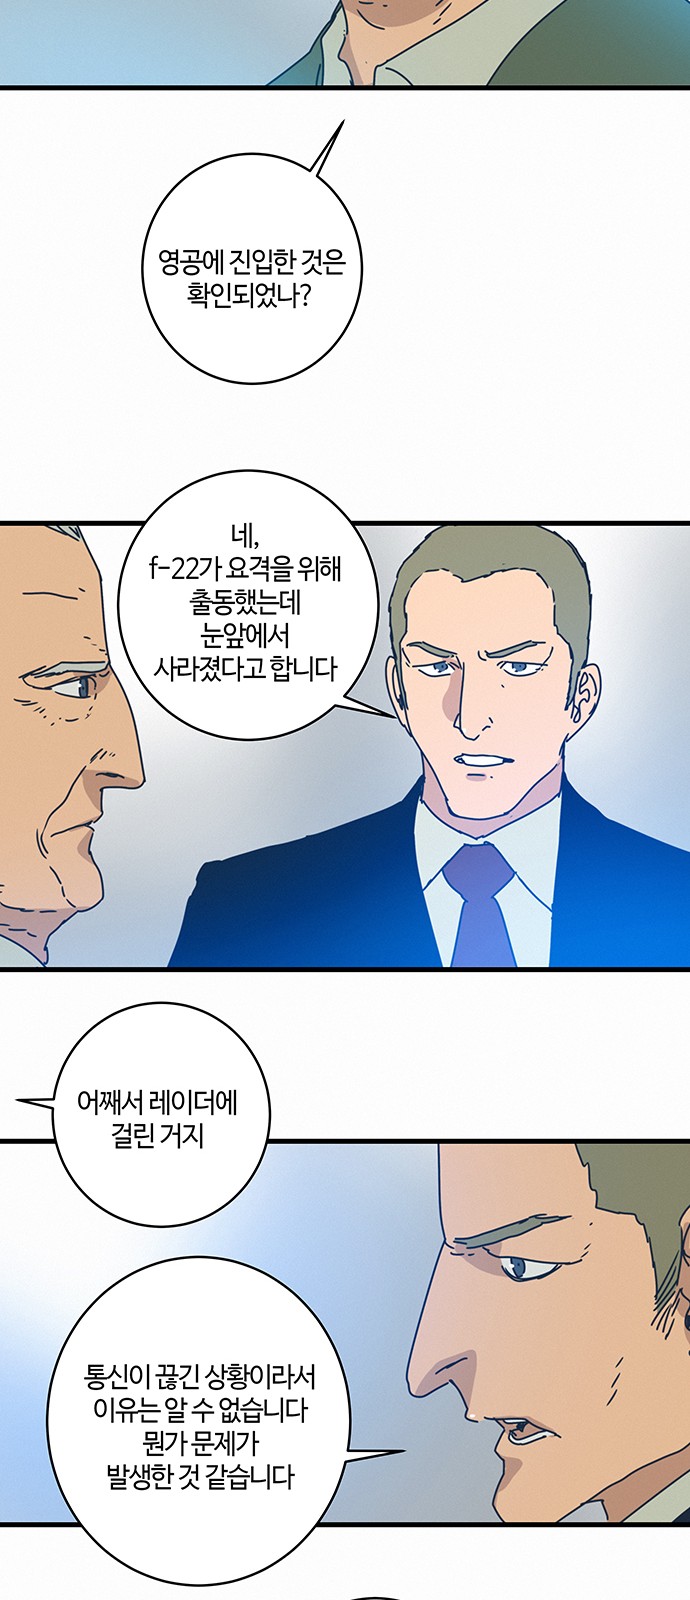 영공에 진입한 것은
확인되었나?
네,
f-22가 요격을 위해
출동했는데
눈앞에서
사라졌다고 합니다
어째서 레이더에
걸린 거지
통신이 끊긴 상황이라서
이유는 알 수 없습니다
뭔가 문제가
발생한 것 같습니다